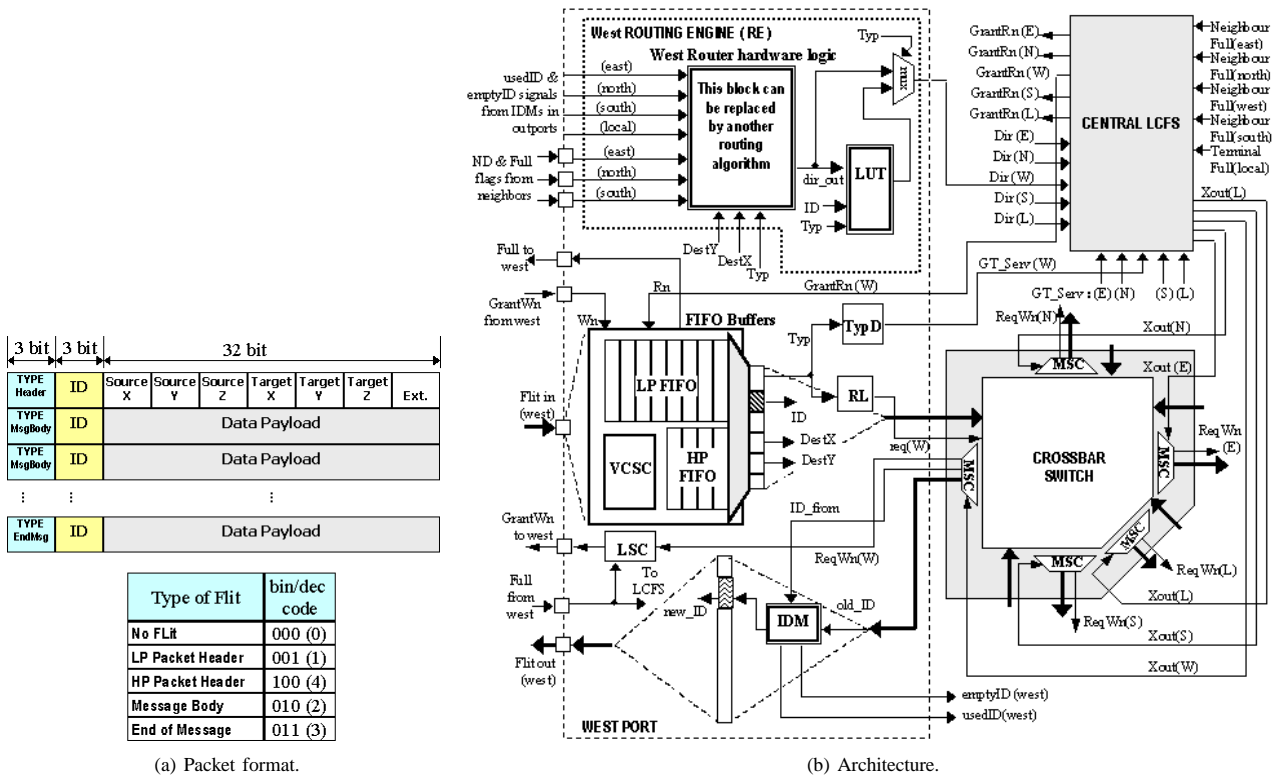 3 bit 3 bit 32 bit
TYPE Header ID Source X Source Y Source Z Target X Target Y Target Z Ext.
TYPE MsgBody ID Data Payload
TYPE MsgBody ID Data Payload
⋮ ⋮ ⋮
TYPE EndMsg ID Data Payload
Type of Flit bin/dec code
No FLit 000 (0)
LP Packet Header 001 (1)
HP Packet Header 100 (4)
Message Body 010 (2)
End of Message 011 (3)
(a) Packet format.
West ROUTING ENGINE (RE)
West Router hardware logic
Typ
mux
usedID &
emptyID signals
from IDMs in
outports
(east)
(north)
(south)
(local)
ND & Full
flags from
neighbors
(east)
(north)
(south)
This block can
be replaced
by another
routing
algorithm
dir_out
LUT
ID
Typ
DestY
DestX
Typ
GrantRn(E)
GrantRn(N)
GrantRn(W)
GrantRn(S)
GrantRn(L)
Dir(E)
Dir(N)
Dir(W)
Dir(S)
Dir(L)
CENTRAL LCFS
Neighbour
Full(east)
Neighbour
Full(north)
Neighbour
Full(west)
Neighbour
Full(south)
Terminal
Full(local)
Xout(L)
GT_Serv(W)
GT_Serv: (E) (N) (S) (L)
Full to
west
GrantWn
from west
Wn
Rn
GrantRn(W)
FIFO Buffers
LP FIFO
VCSC
HP
FIFO
Typ
TypD
RL
ID
DestX
DestY
req(W)
Flit in
(west)
ReqWn(N)
Xout(N)
MSC
Xout(E)
ReqWn
(E)
MSC
CROSSBAR
SWITCH
MSC
MSC
MSC
ReqWn(L)
Xout(L)
ReqWn(S)
Xout(S)
Xout(W)
ID_from
ReqWn(W)
GrantWn
to west
LSC
To
LCFS
Full
from
west
new_ID
IDM
old_ID
Flit out
(west)
emptyID(west)
usedID(west)
WEST PORT
(b) Architecture.